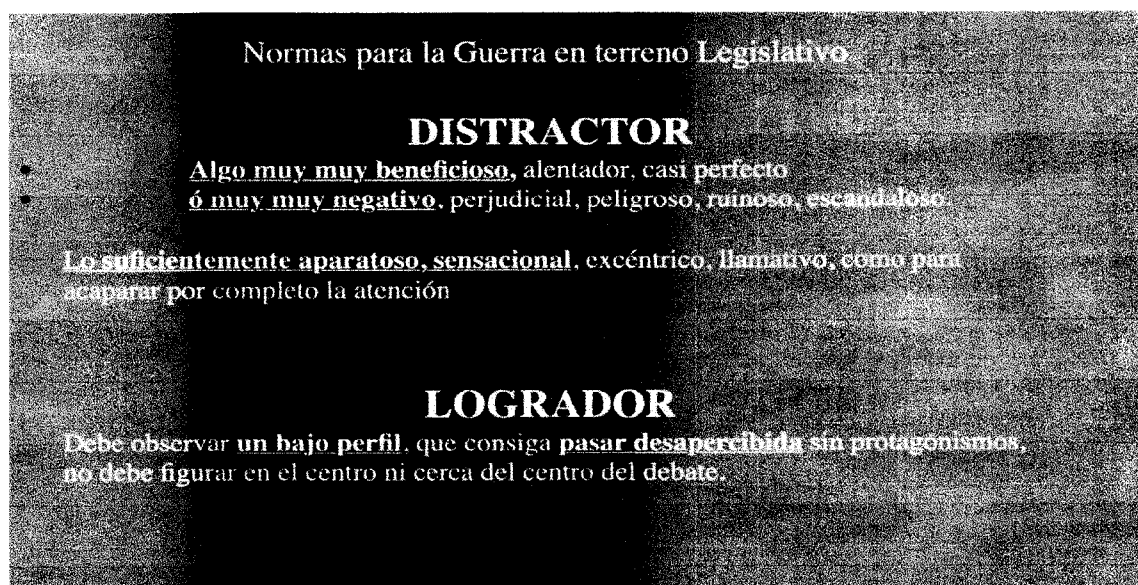 Normas para la Guerra en terreno Legislativo
DISTRACTOR
• Algo muy muy beneficioso, alentador, casi perfecto
• ó muy muy negativo, perjudicial, peligroso, ruinoso, escandaloso.
Lo suficientemente aparatoso, sensacional, excéntrico, llamativo, como para
acaparar por completo la atención
LOGRADOR
Debe observar un bajo perfil, que consiga pasar desapercibida sin protagonismos,
no debe figurar en el centro ni cerca del centro del debate.